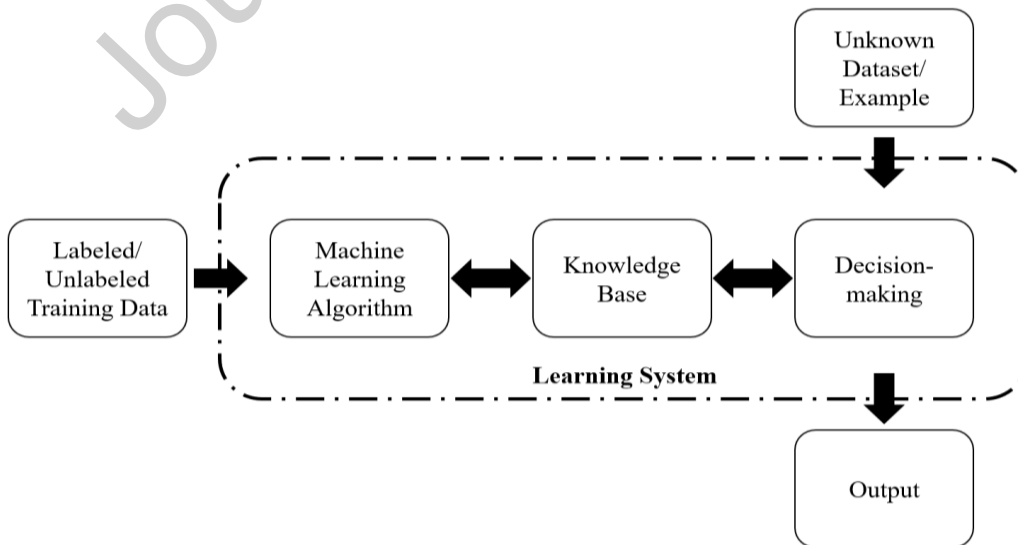 Unknown
Dataset/
Example
Labeled/
Unlabeled
Training Data
Machine
Learning
Algorithm
Knowledge
Base
Decision-
making
Learning System
Output